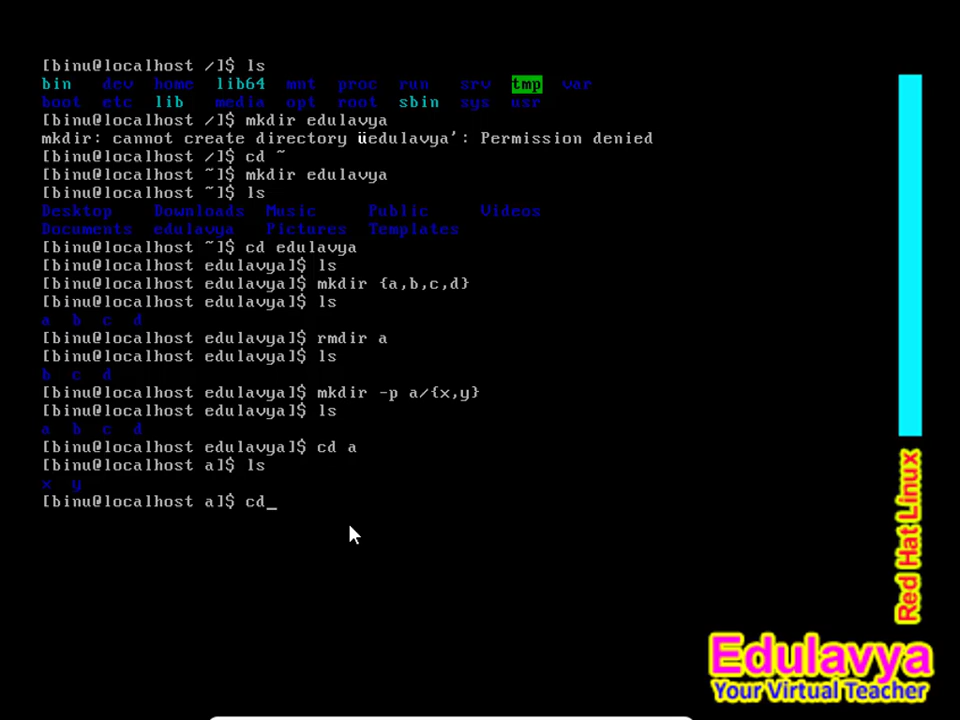 [binu@localhost /]$ ls
bin dev home lib64 mnt proc run srv tmp var
boot etc lib media opt root sbin sys usr
[binu@localhost /]$ mkdir edulavya
mkdir: cannot create directory üedulavya': Permission denied
[binu@localhost /]$ cd ~
[binu@localhost ~]$ mkdir edulavya
[binu@localhost ~]$ ls
Desktop Downloads Music Public Videos
Documents edulavya Pictures Templates
[binu@localhost ~]$ cd edulavya
[binu@localhost edulavya]$ ls
[binu@localhost edulavya]$ mkdir {a,b,c,d}
[binu@localhost edulavya]$ ls
a b c d
[binu@localhost edulavya]$ rmdir a
[binu@localhost edulavya]$ ls
b c d
[binu@localhost edulavya]$ mkdir -p a/{x,y}
[binu@localhost edulavya]$ ls
a b c d
[binu@localhost edulavya]$ cd a
[binu@localhost a]$ ls
x y
[binu@localhost a]$ cd_
Red Hat Linux
Edulavya
Your Virtual Teacher